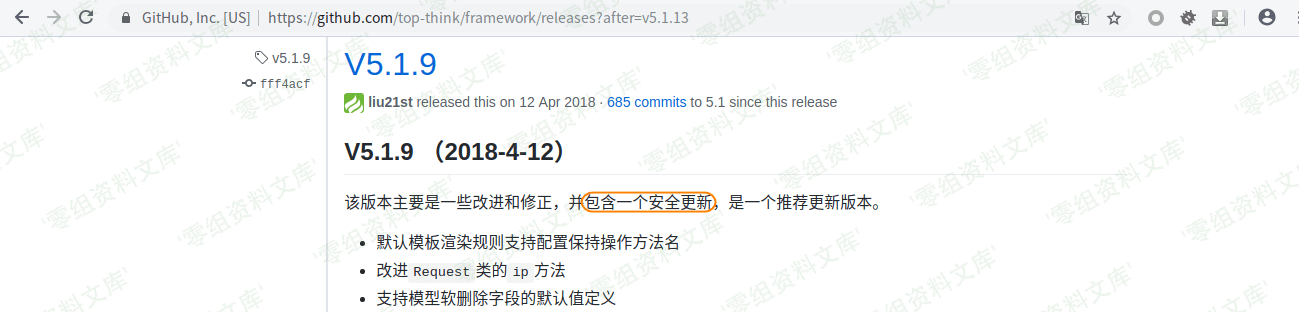 GitHub, Inc. [US] https://github.com/top-think/framework/releases?after=v5.1.13
v5.1.9
fff4acf
V5.1.9
liu21st released this on 12 Apr 2018 · 685 commits to 5.1 since this release
V5.1.9 （2018-4-12）
该版本主要是一些改进和修正，并包含一个安全更新，是一个推荐更新版本。
• 默认模板渲染规则支持配置保持操作方法名
• 改进 Request 类的 ip 方法
• 支持模型软删除字段的默认值定义
'零组资料文库'